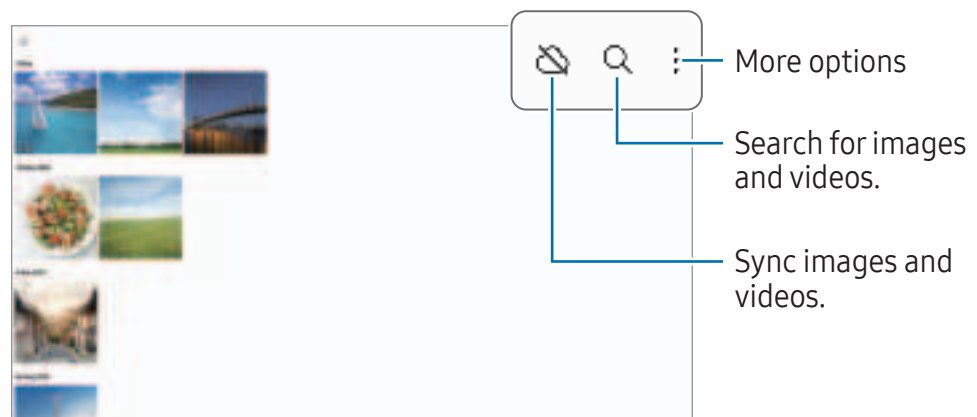 More options
Search for images
and videos.
Sync images and
videos.